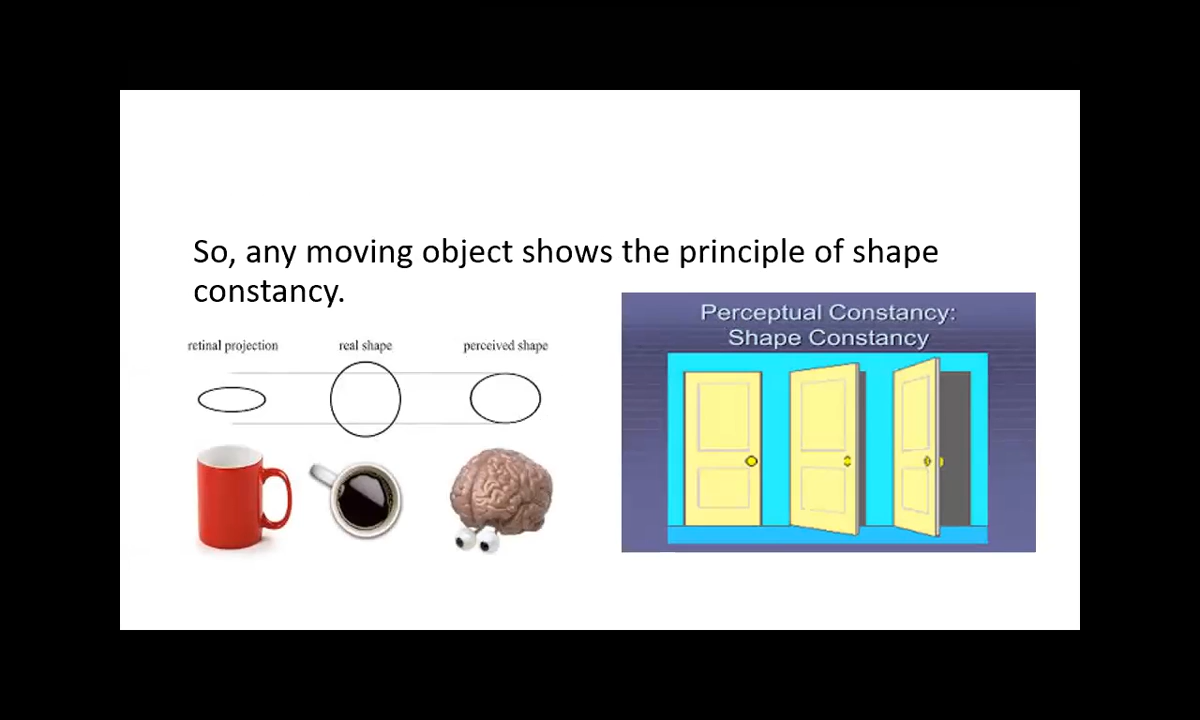 So, any moving object shows the principle of shape
constancy.
retinal projection
real shape
perceived shape
Perceptual Constancy:
Shape Constancy